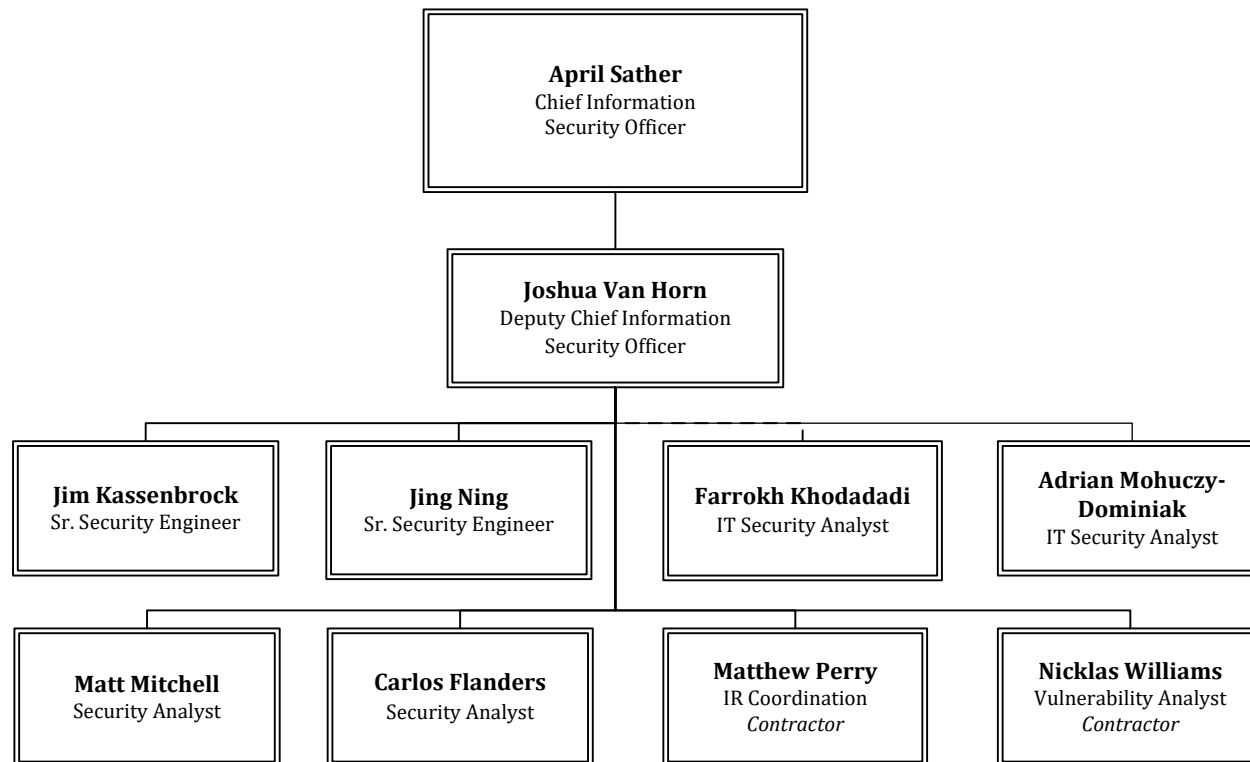 April Sather
Chief Information
Security Officer
Joshua Van Horn
Deputy Chief Information
Security Officer
Jim Kassenbrock
Sr. Security Engineer
Jing Ning
Sr. Security Engineer
Farrokh Khodadadi
IT Security Analyst
Adrian Mohuczy-
Dominiak
IT Security Analyst
Matt Mitchell
Security Analyst
Carlos Flanders
Security Analyst
Matthew Perry
IR Coordination
Contractor
Nicklas Williams
Vulnerability Analyst
Contractor